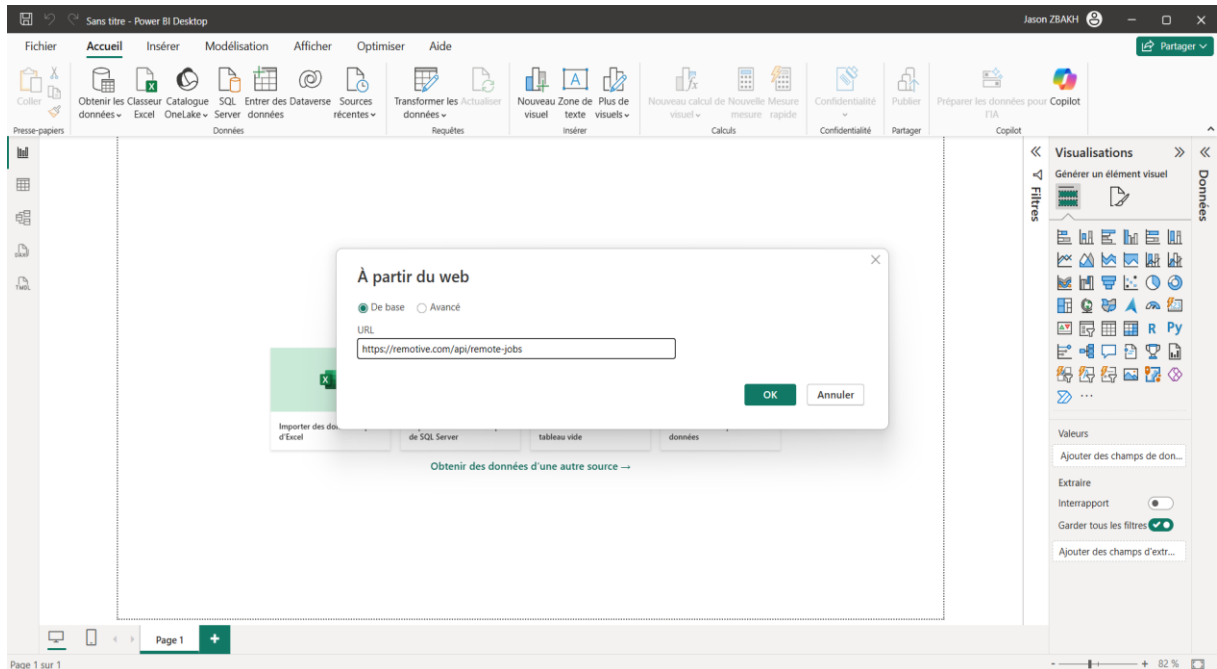 Sans titre - Power BI Desktop
Jason ZBAKH
Fichier Accueil Insérer Modélisation Afficher Optimiser Aide
Partager
Coller
Obtenir les données
Classeur Excel
Catalogue OneLake
SQL Server
Entrer des données
Dataverse
Sources récentes
Transformer les données
Actualiser
Nouveau visuel
Zone de texte
Plus de visuels
Nouveau calcul de visuel
Nouvelle mesure
Mesure rapide
Confidentialité
Publier
Préparer les données pour l'IA
Copilot
Presse-papiers
Données
Requêtes
Insérer
Calculs
Confidentialité
Partager
Copilot
À partir du web
De base
Avancé
URL
https://remotive.com/api/remote-jobs
OK
Annuler
Importer des
d'Excel
de SQL Server
tableau vide
données
Obtenir des données d'une autre source →
Filtres
Visualisations
Générer un élément visuel
R Py
Valeurs
Ajouter des champs de don...
Extraire
Interrapport
Garder tous les filtres
Ajouter des champs d'extr...
Données
TMDL
Page 1
Page 1 sur 1
82 %